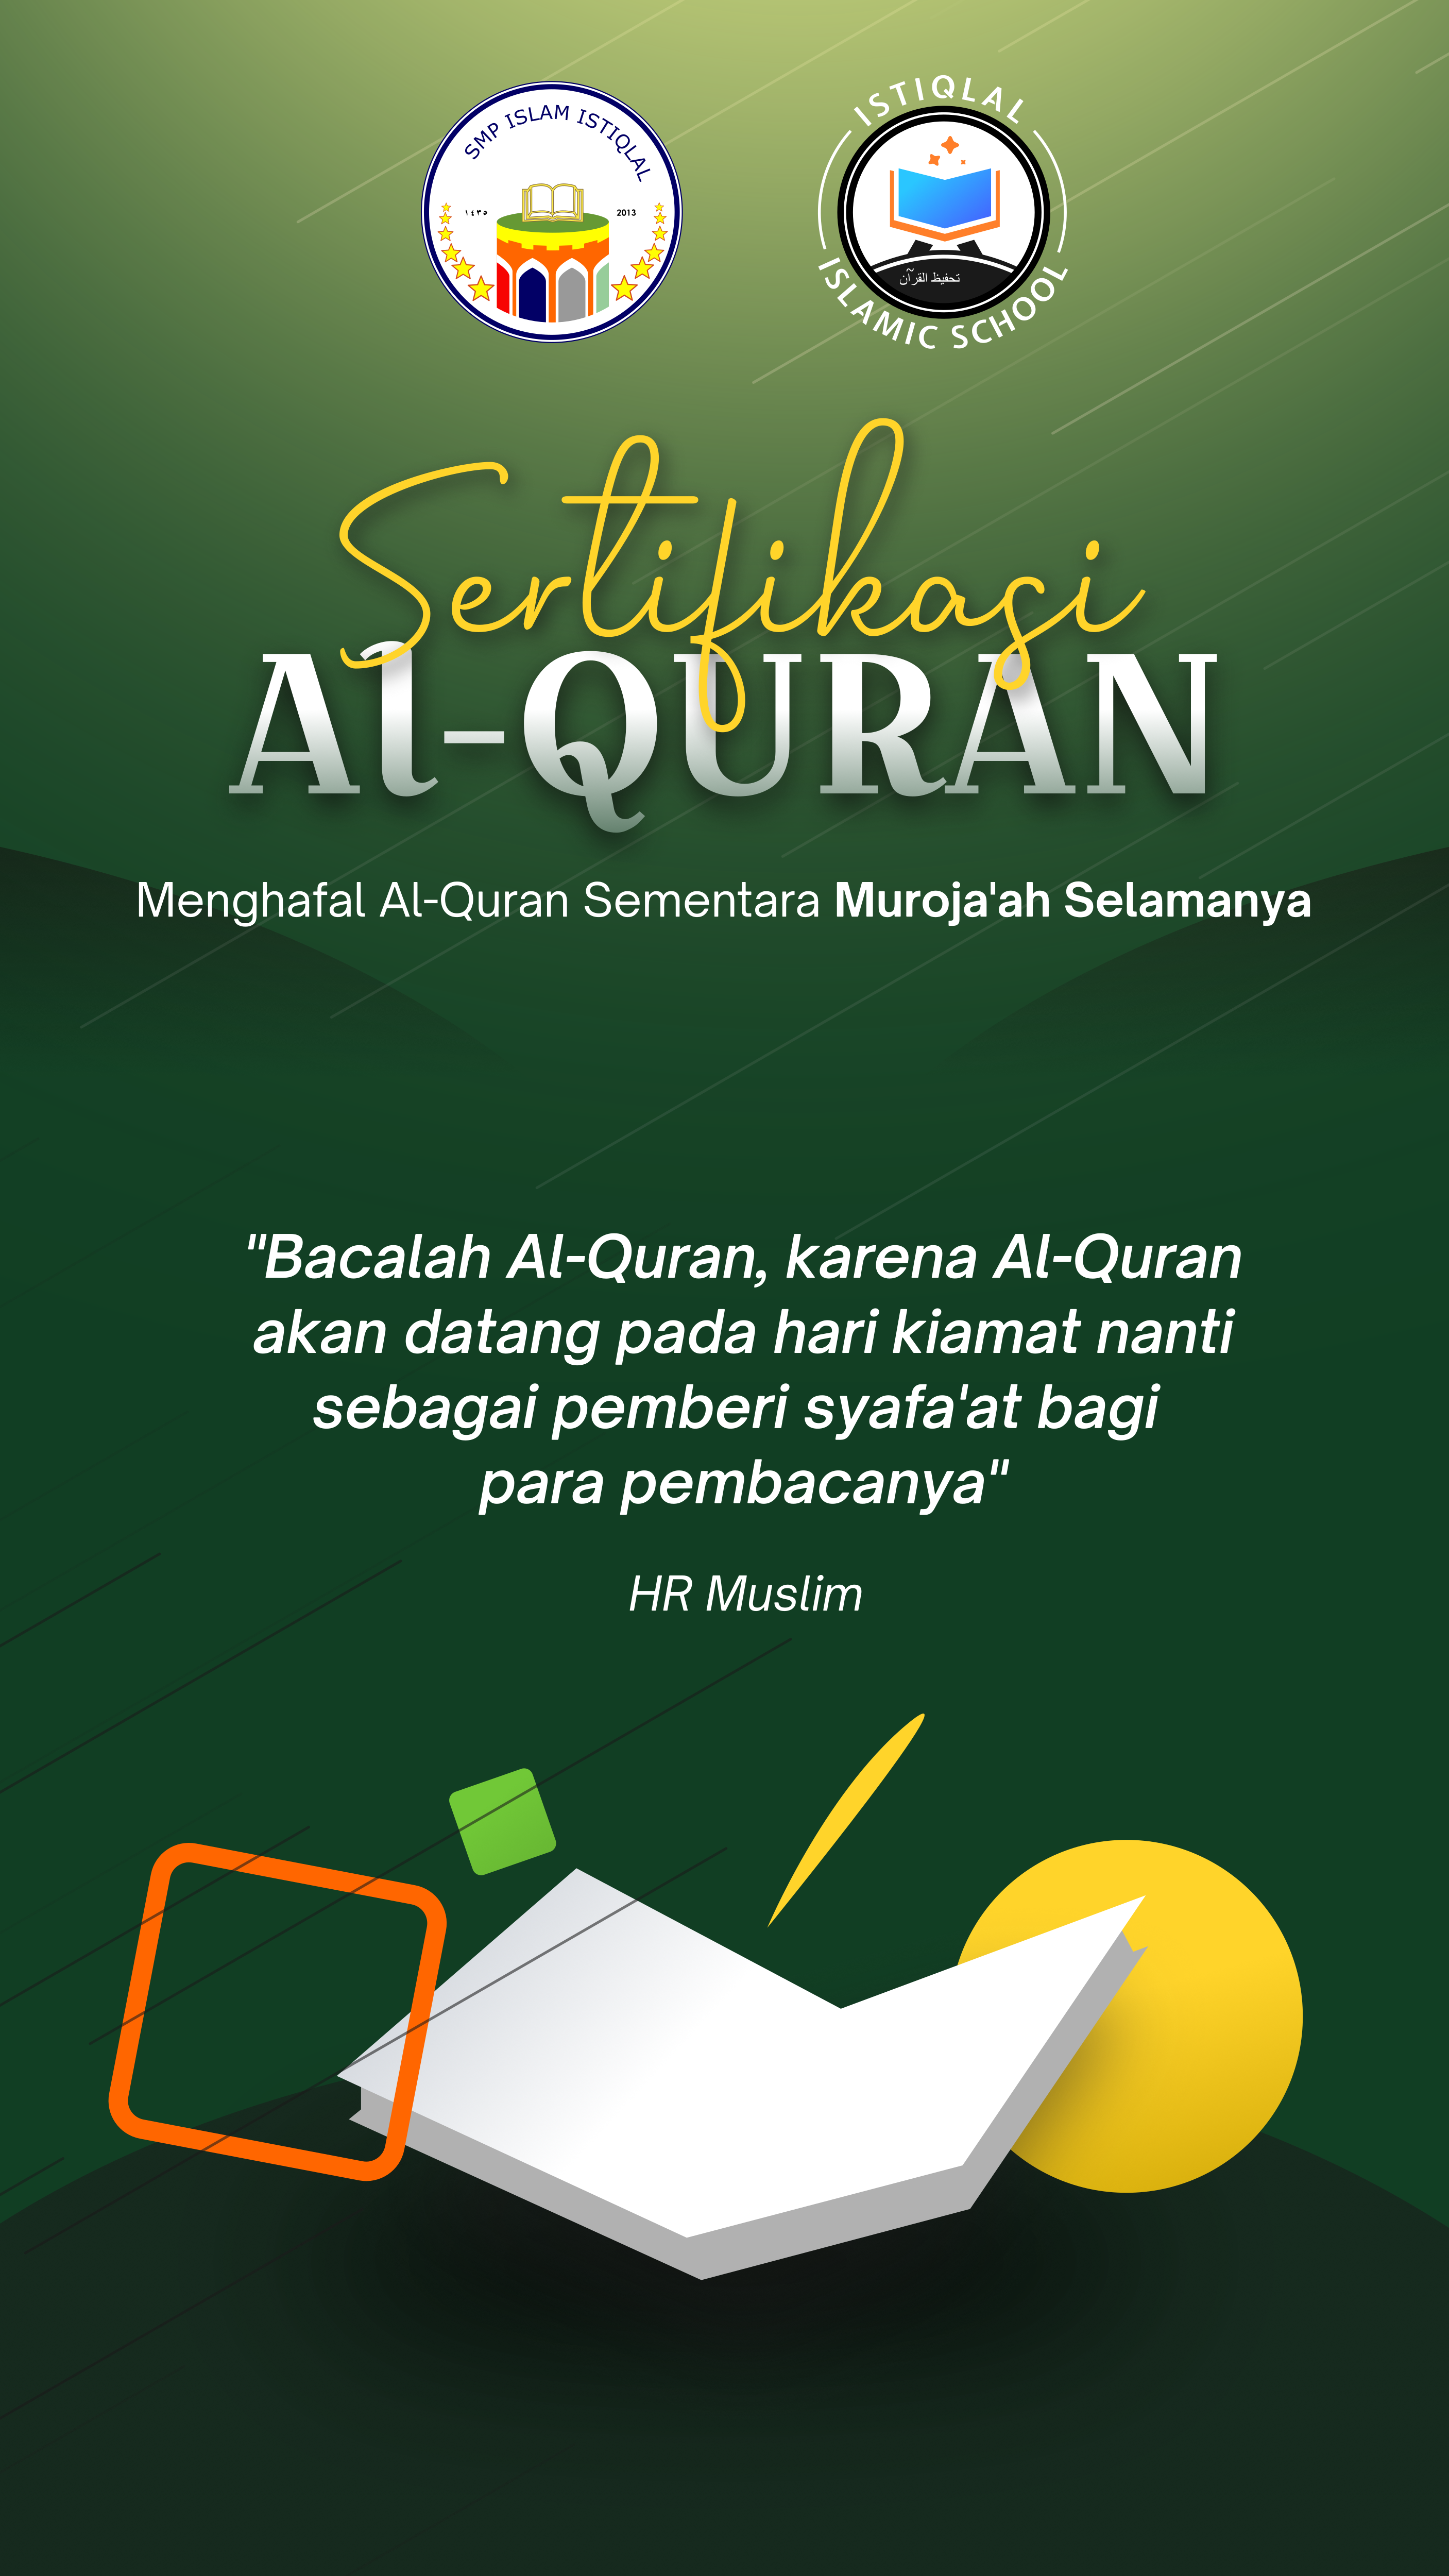 SMP ISLAM ISTIQLAL
١٤٣٥
2013
ISTIQLAL
تحفيظ القرآن
ISLAMIC SCHOOL
Sertifikasi
Al-QURAN
Menghafal Al-Quran Sementara Muroja'ah Selamanya
"Bacalah Al-Quran, karena Al-Quran
akan datang pada hari kiamat nanti
sebagai pemberi syafa'at bagi
para pembacanya"
HR Muslim